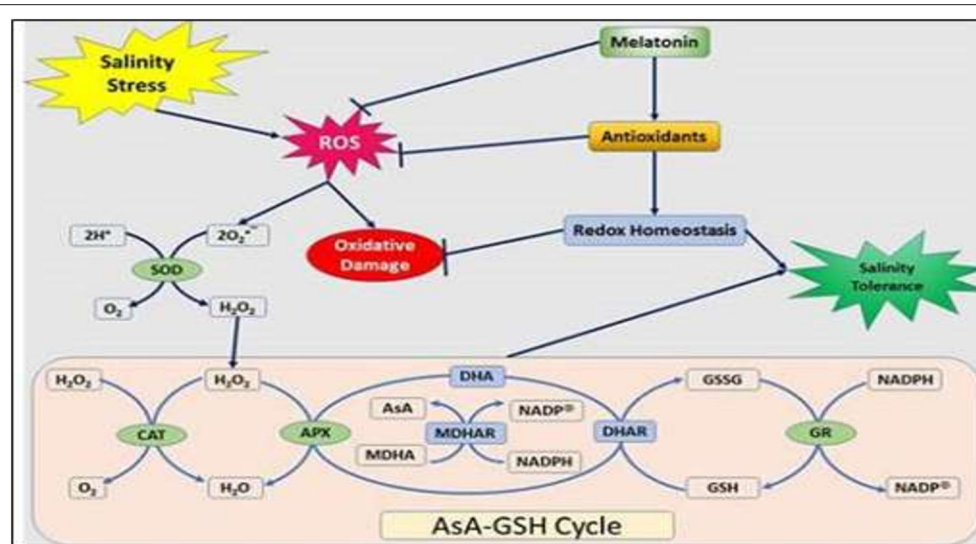 Melatonin
Salinity
Stress
ROS
Antioxidants
2H⁺
2O₂•⁻
Redox Homeostasis
Oxidative
Damage
SOD
Salinity
Tolerance
O₂
H₂O₂
H₂O₂
H₂O₂
DHA
GSSG
NADPH
AsA
NADP⊕
CAT
APX
MDHAR
DHAR
GR
MDHA
NADPH
O₂
H₂O
GSH
NADP⊕
AsA-GSH Cycle